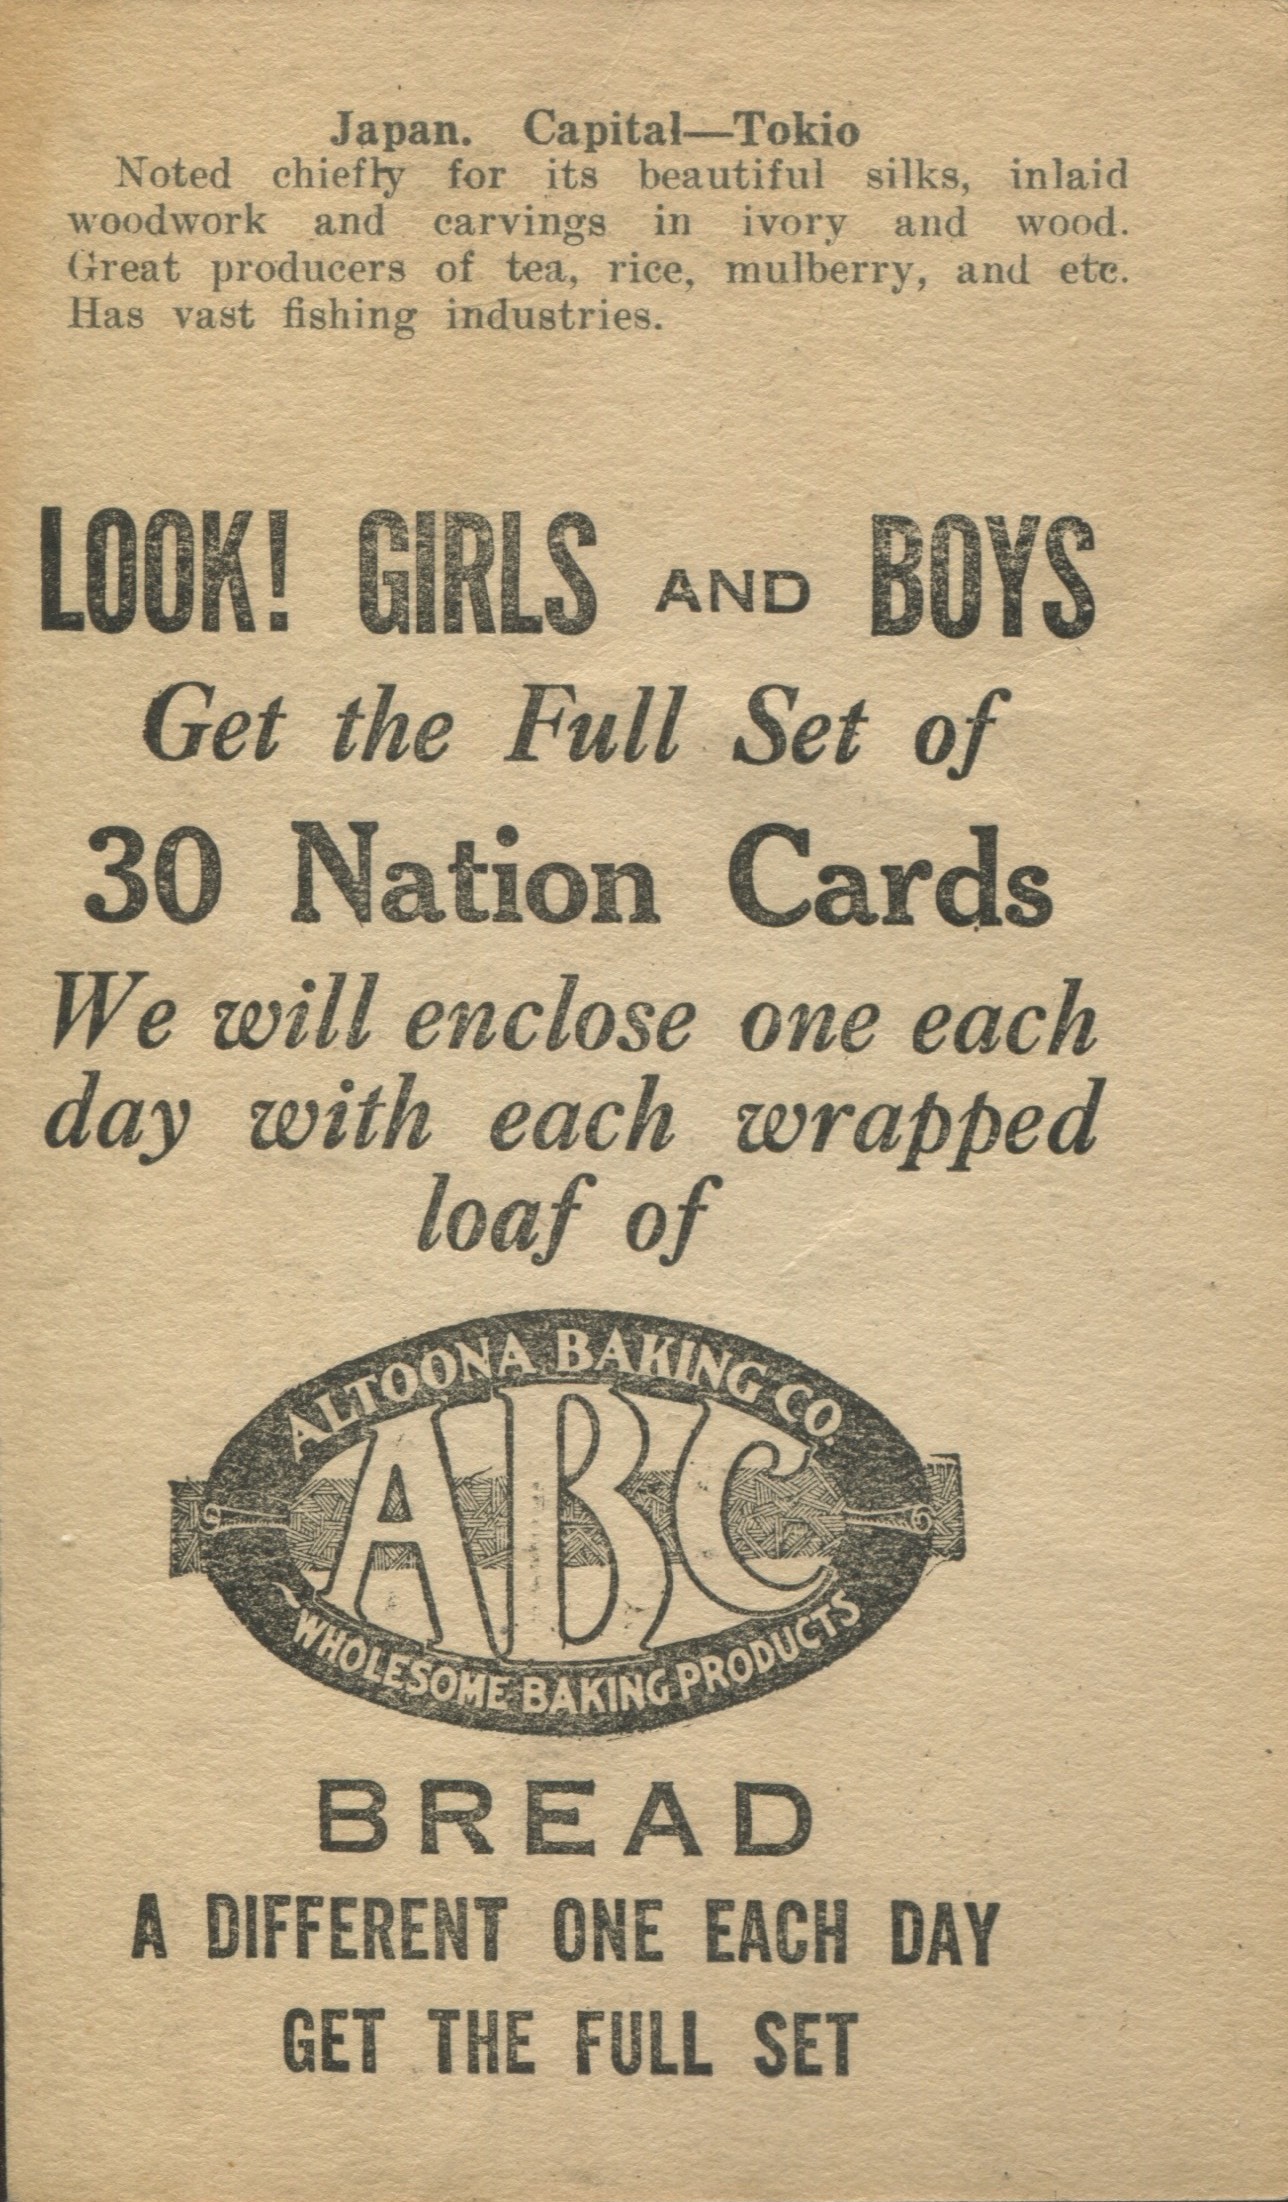 Japan. Capital—Tokio
Noted chiefly for its beautiful silks, inlaid
woodwork and carvings in ivory and wood.
Great producers of tea, rice, mulberry, and etc.
Has vast fishing industries.
LOOK! GIRLS AND BOYS
Get the Full Set of
30 Nation Cards
We will enclose one each
day with each wrapped
loaf of
ALTOONA BAKING CO.
ABC
WHOLESOME BAKING PRODUCTS
BREAD
A DIFFERENT ONE EACH DAY
GET THE FULL SET